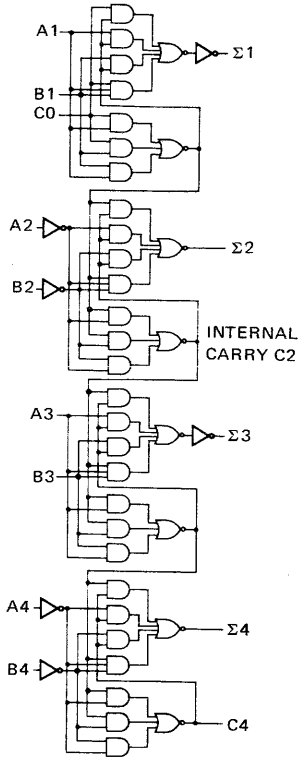 A1
Σ1
B1
C0
A2
Σ2
B2
INTERNAL
CARRY C2
A3
Σ3
B3
A4
Σ4
B4
C4